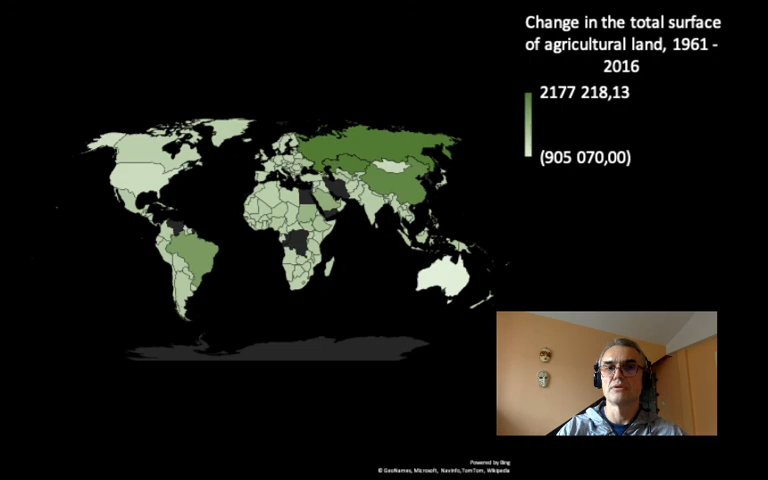 Change in the total surface
of agricultural land, 1961 -
2016
2177 218,13
(905 070,00)
Powered by Bing
© GeoNames, Microsoft, Navinfo, TomTom, Wikipedia